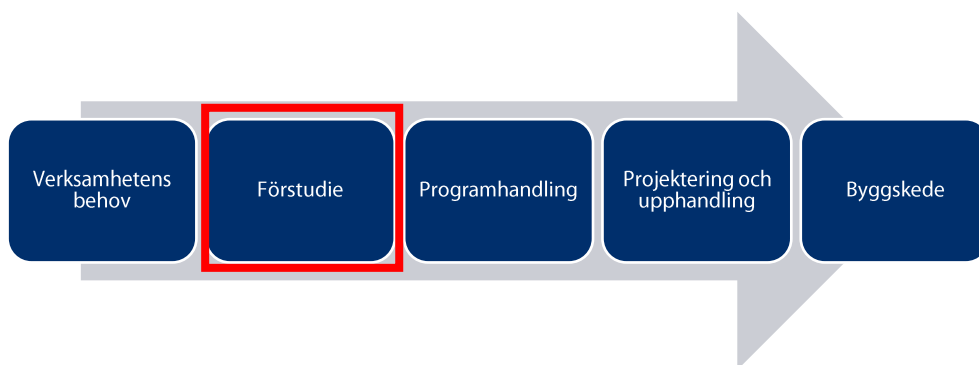 Verksamhetens
behov
Förstudie
Programhandling
Projektering och
upphandling
Byggskede